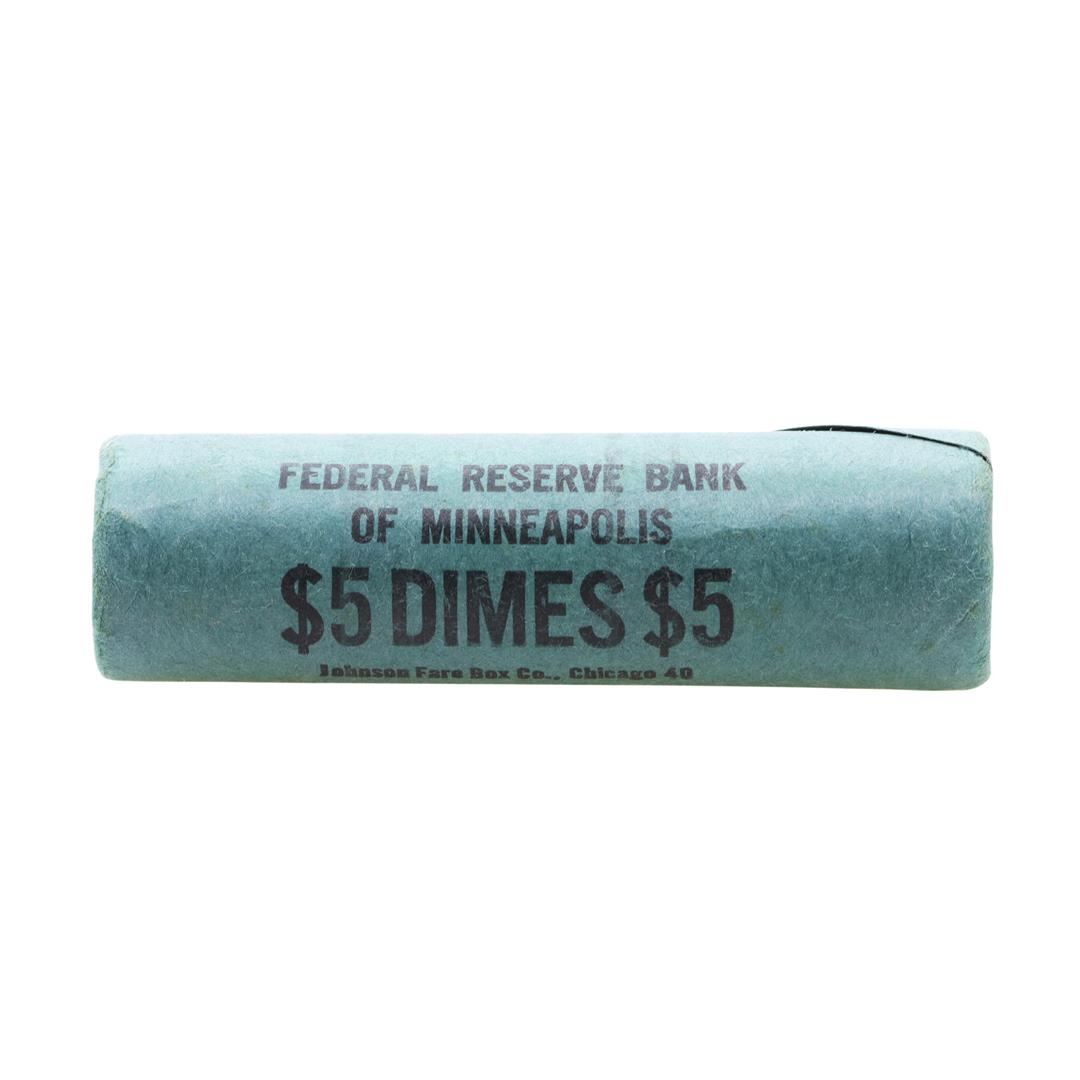 FEDERAL RESERVE BANK
OF MINNEAPOLIS
$5 DIMES $5
Johnson Fare Box Co., Chicago 40